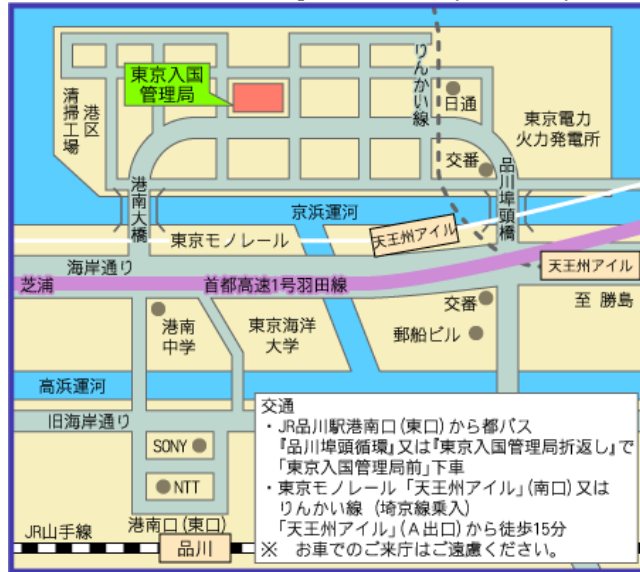 東京入国
管理局
港区
清掃工場
りんかい線
日通
東京電力
火力発電所
交番
港南大橋
品川埠頭橋
京浜運河
東京モノレール
天王州アイル
天王州アイル
海岸通り
芝浦
首都高速1号羽田線
至 勝島
港南
中学
東京海洋
大学
交番
郵船ビル
高浜運河
旧海岸通り
SONY
NTT
港南口(東口)
JR山手線
品川
交通
・JR品川駅港南口(東口)から都バス
『品川埠頭循環』又は『東京入国管理局折返し』で
「東京入国管理局前」下車
・東京モノレール「天王州アイル」(南口)又は
りんかい線 (埼京線乗入)
「天王州アイル」(A出口)から徒歩15分
※ お車でのご来庁はご遠慮ください。